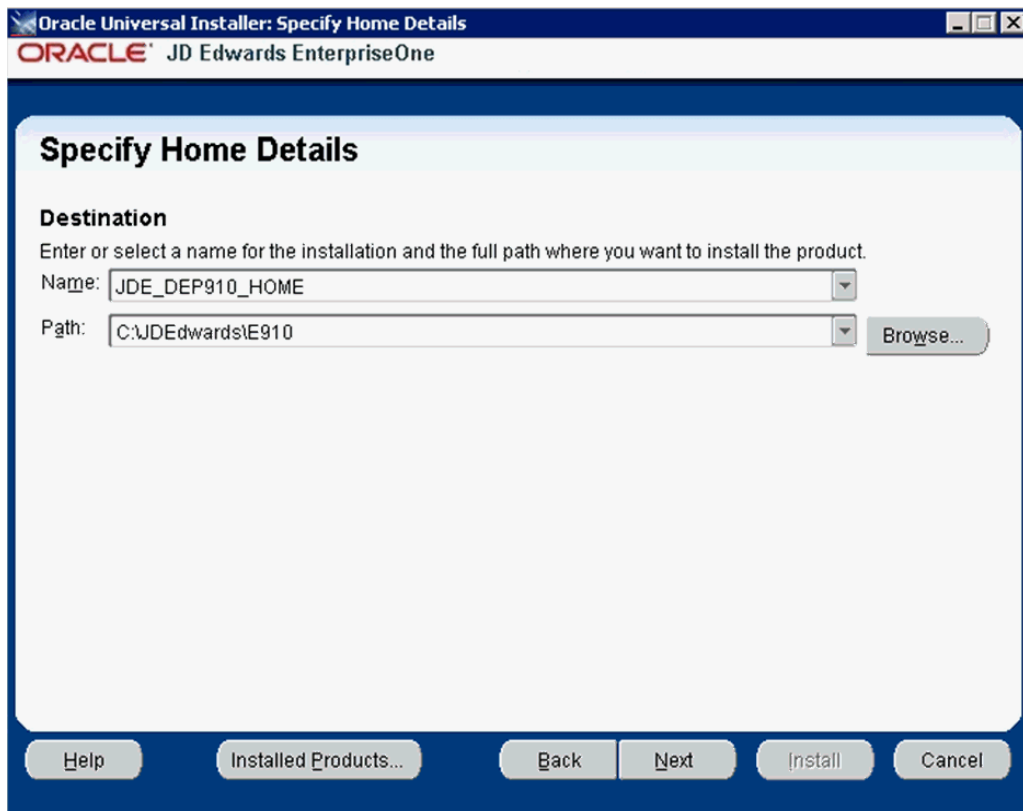 Oracle Universal Installer: Specify Home Details
ORACLE JD Edwards EnterpriseOne
Specify Home Details
Destination
Enter or select a name for the installation and the full path where you want to install the product.
Name: JDE_DEP910_HOME
Path: C:\JDEdwards\E910 Browse...
Help Installed Products... Back Next Install Cancel